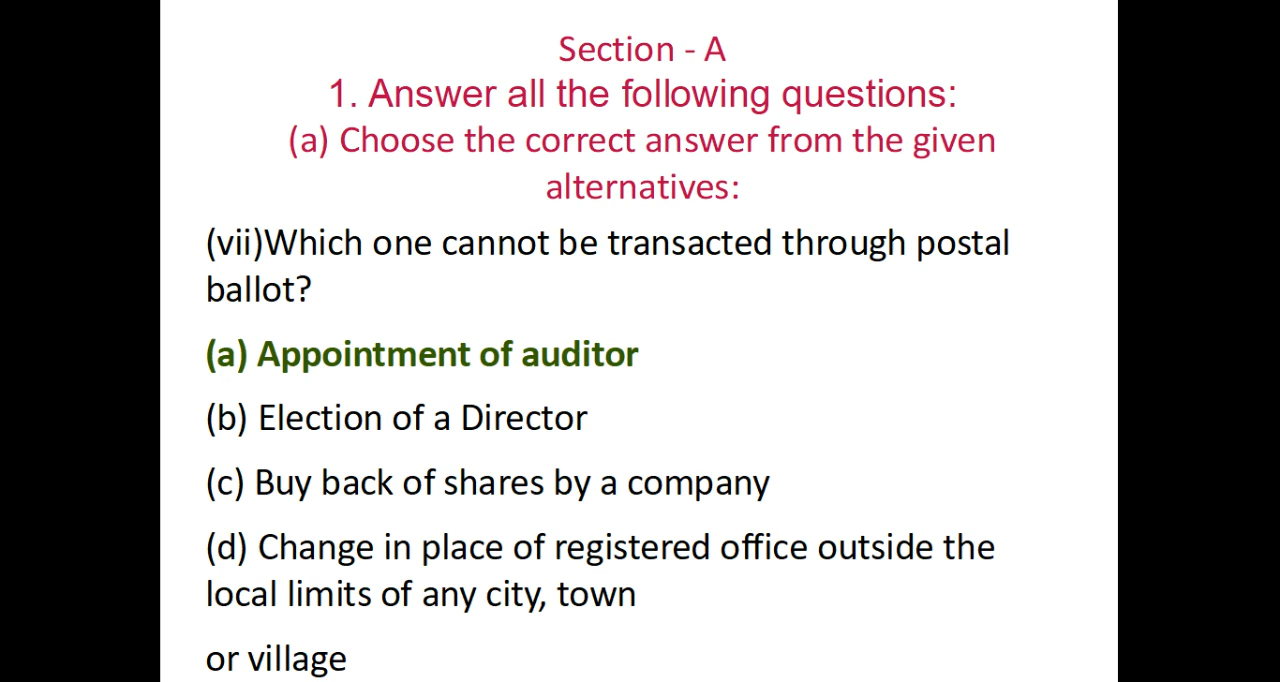 Section - A
1. Answer all the following questions:
(a) Choose the correct answer from the given
alternatives:
(vii)Which one cannot be transacted through postal
ballot?
(a) Appointment of auditor
(b) Election of a Director
(c) Buy back of shares by a company
(d) Change in place of registered office outside the
local limits of any city, town
or village